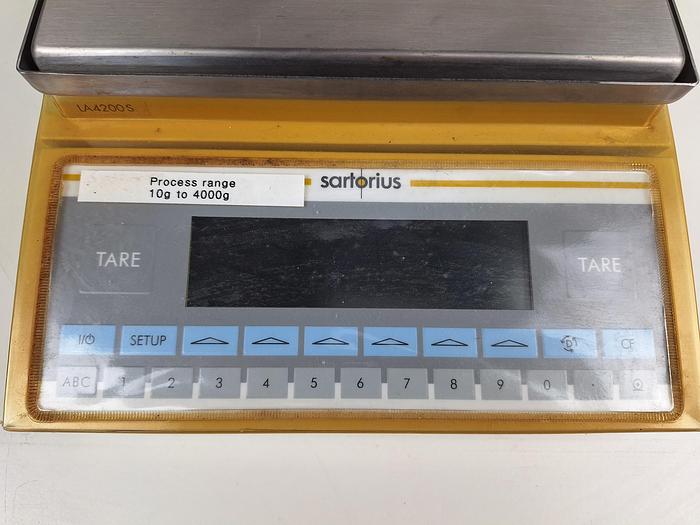 LA4200S
Process range
10g to 4000g
sartorius
TARE
TARE
I/⏻ SETUP CF
ABC 1 2 3 4 5 6 7 8 9 0 .